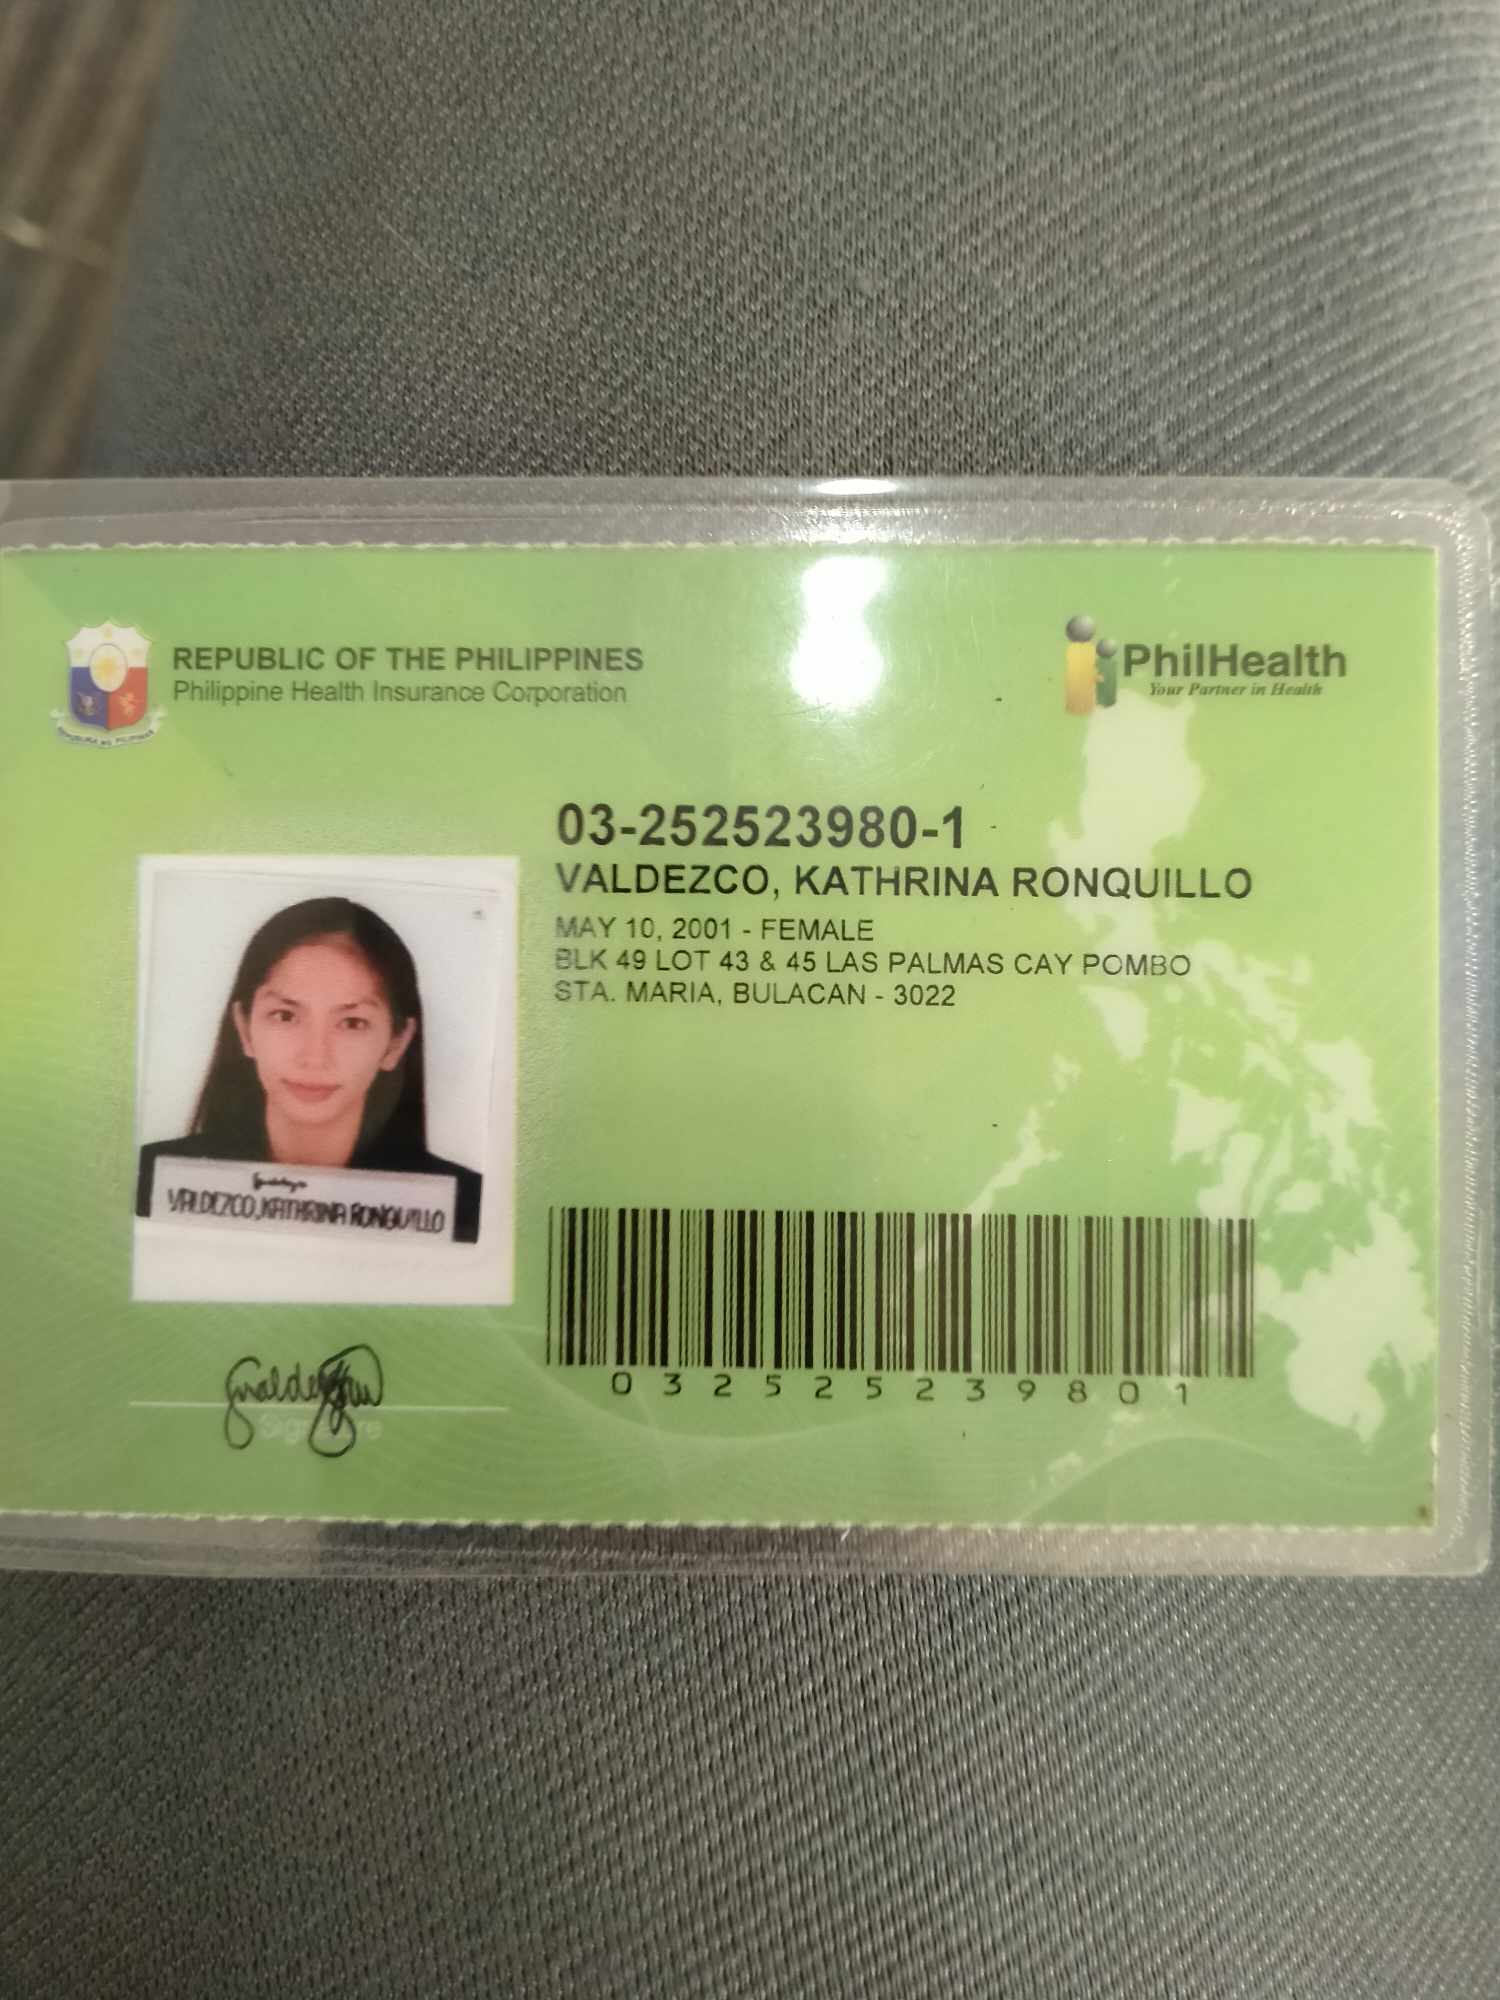 REPUBLIC OF THE PHILIPPINES
Philippine Health Insurance Corporation
PhilHealth
Your Partner in Health
03-252523980-1
VALDEZCO, KATHRINA RONQUILLO
MAY 10, 2001 - FEMALE
BLK 49 LOT 43 & 45 LAS PALMAS CAY POMBO
STA. MARIA, BULACAN - 3022
VALDEZCO, KATHRINA RONQUILLO
032525239801
Signature